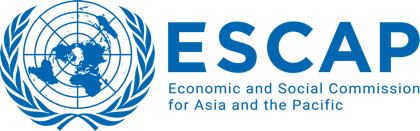 ESCAP
Economic and Social Commission
for Asia and the Pacific